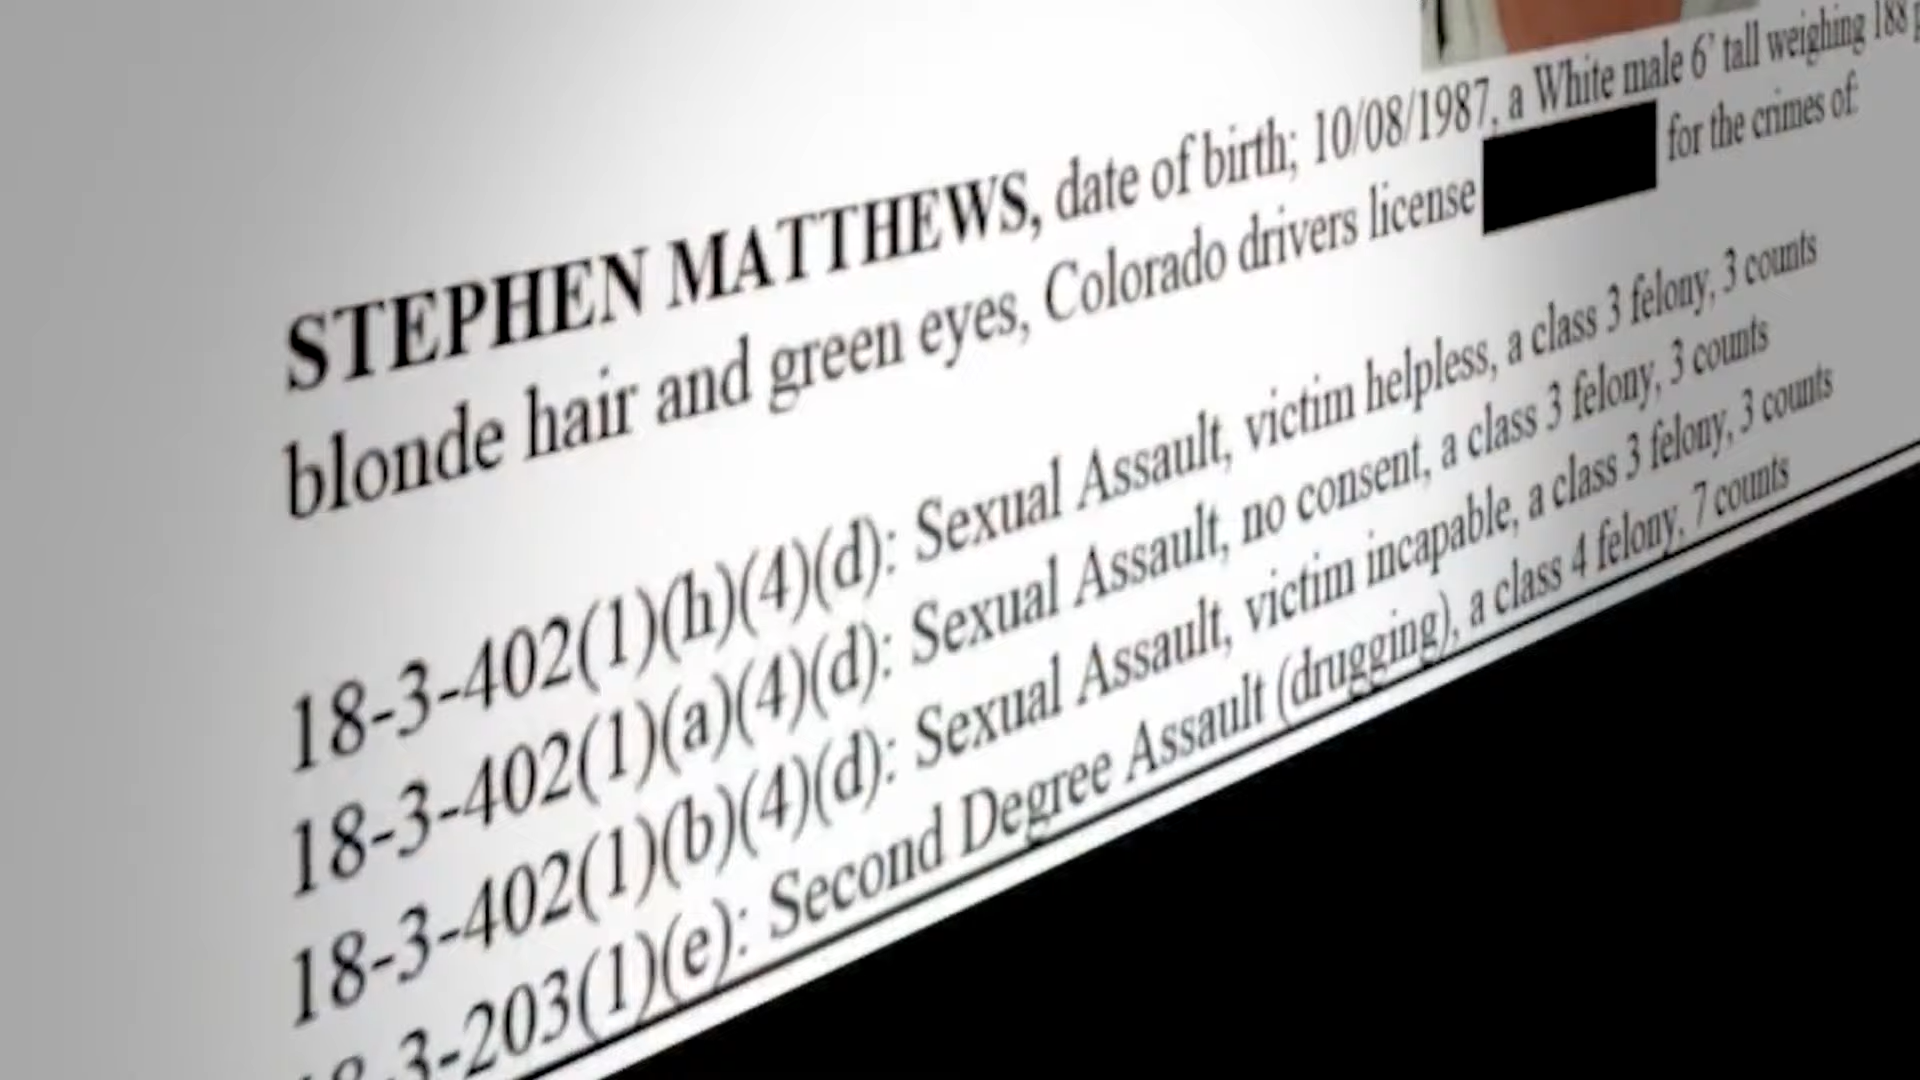 STEPHEN MATTHEWS, date of birth; 10/08/1987, a White male 6' tall weighing 188
blonde hair and green eyes, Colorado drivers license for the crimes of:
18-3-402(1)(h)(4)(d): Sexual Assault, victim helpless, a class 3 felony, 3 counts
18-3-402(1)(a)(4)(d): Sexual Assault, no consent, a class 3 felony, 3 counts
18-3-402(1)(b)(4)(d): Sexual Assault, victim incapable, a class 3 felony, 3 counts
18-3-203(1)(e): Second Degree Assault (drugging), a class 4 felony, 7 counts